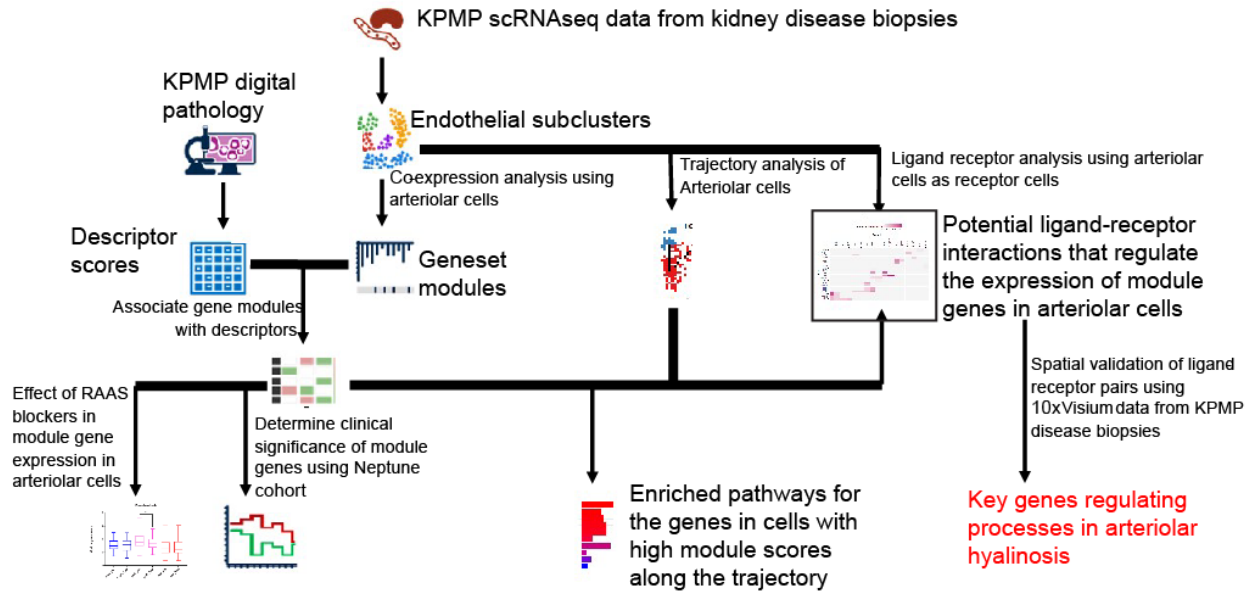 KPMP scRNAseq data from kidney disease biopsies
KPMP digital
pathology
Endothelial subclusters
Co-expression analysis using
arteriolar cells
Trajectory analysis of
Arteriolar cells
Ligand receptor analysis using arteriolar
cells as receptor cells
Descriptor
scores
Geneset
modules
Potential ligand-receptor
interactions that regulate
the expression of module
genes in arteriolar cells
Associate gene modules
with descriptors
Effect of RAAS
blockers in
module gene
expression in
arteriolar cells
Determine clinical
significance of module
genes using Neptune
cohort
Spatial validation of ligand
receptor pairs using
10xVisium data from KPMP
disease biopsies
Enriched pathways for
the genes in cells with
high module scores
along the trajectory
Key genes regulating
processes in arteriolar
hyalinosis